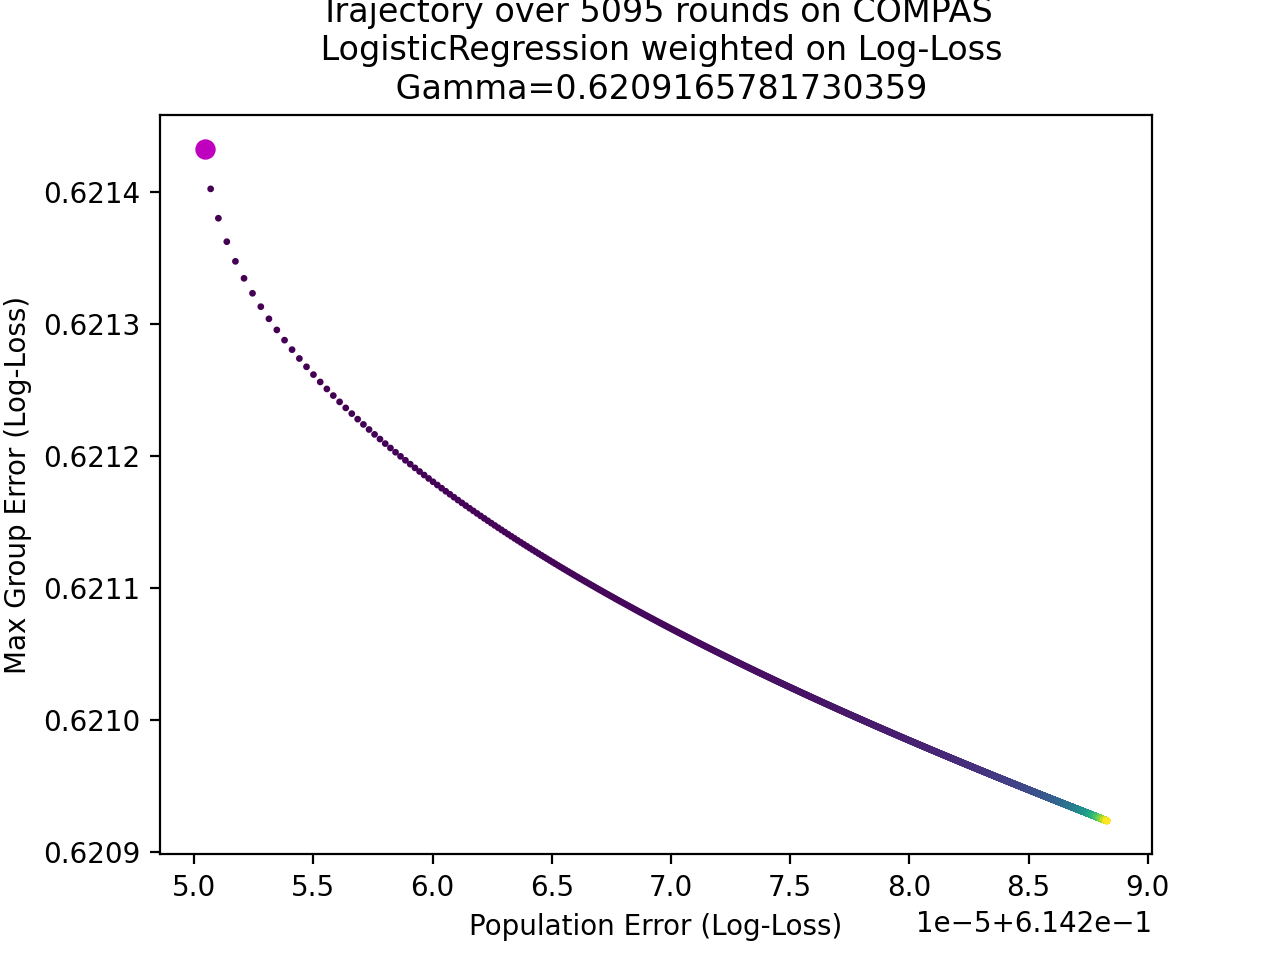 Trajectory over 5095 rounds on COMPAS
LogisticRegression weighted on Log-Loss
Gamma=0.6209165781730359
Max Group Error (Log-Loss)
0.6214
0.6213
0.6212
0.6211
0.6210
0.6209
5.0 5.5 6.0 6.5 7.0 7.5 8.0 8.5 9.0
Population Error (Log-Loss) 1e−5+6.142e−1